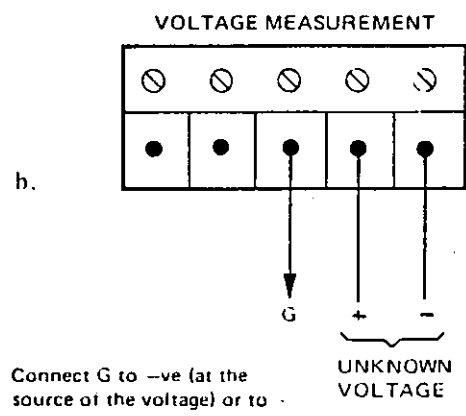 VOLTAGE MEASUREMENT
h.
G + −
UNKNOWN
VOLTAGE
Connect G to —ve (at the
source of the voltage) or to